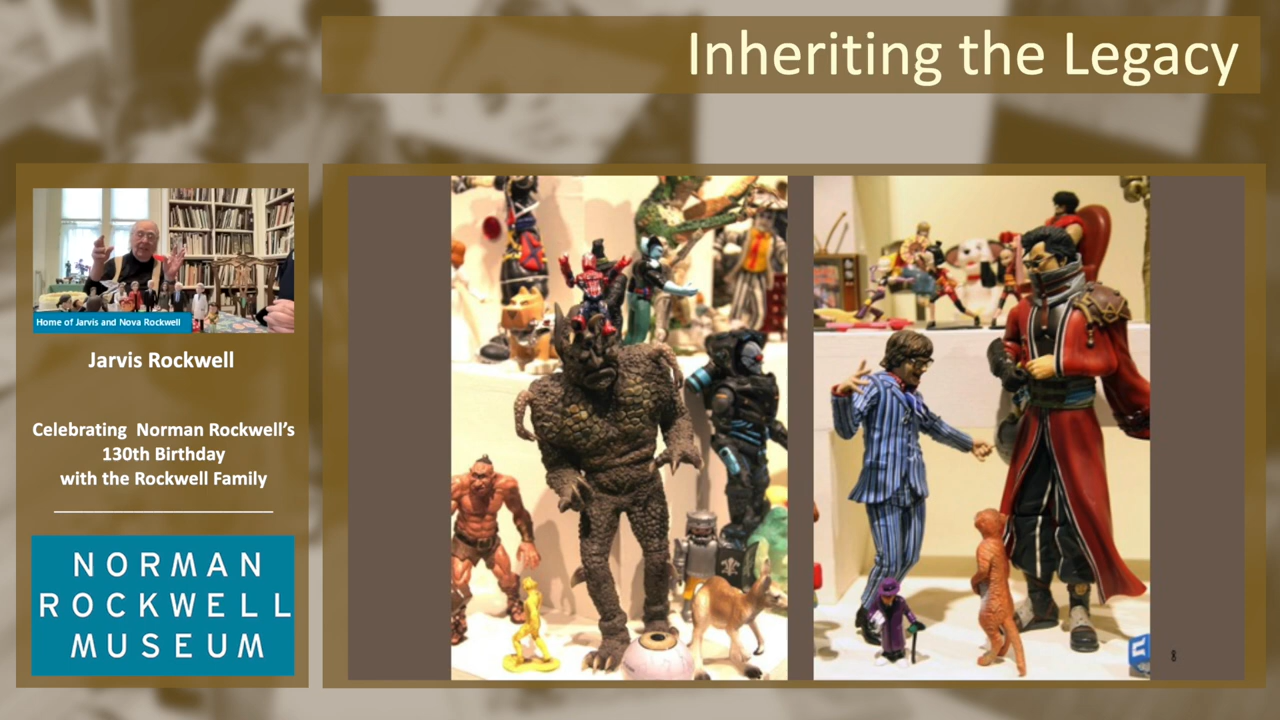 Inheriting the Legacy
Home of Jarvis and Nova Rockwell
Jarvis Rockwell
Celebrating Norman Rockwell's
130th Birthday
with the Rockwell Family
NORMAN
ROCKWELL
MUSEUM
8